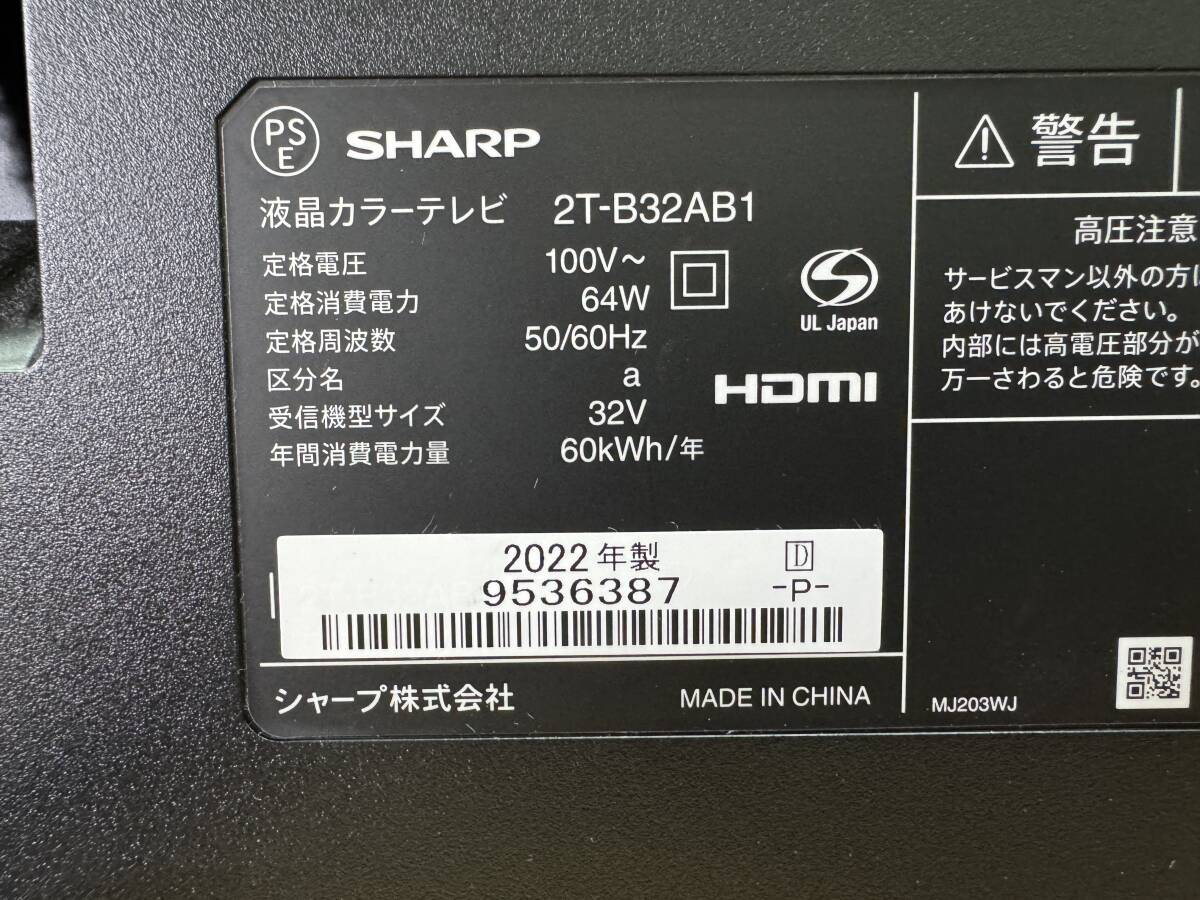 PSE SHARP
液晶カラーテレビ 2T-B32AB1
定格電圧 100V～
定格消費電力 64W
定格周波数 50/60Hz
区分名 a
受信機型サイズ 32V
年間消費電力量 60kWh/年
UL Japan
HDMI
2022年製 D
9536387 -P-
シャープ株式会社 MADE IN CHINA
警告
高圧注意
サービスマン以外の方に
あけないでください。
内部には高電圧部分が
万一さわると危険です。
MJ203WJ